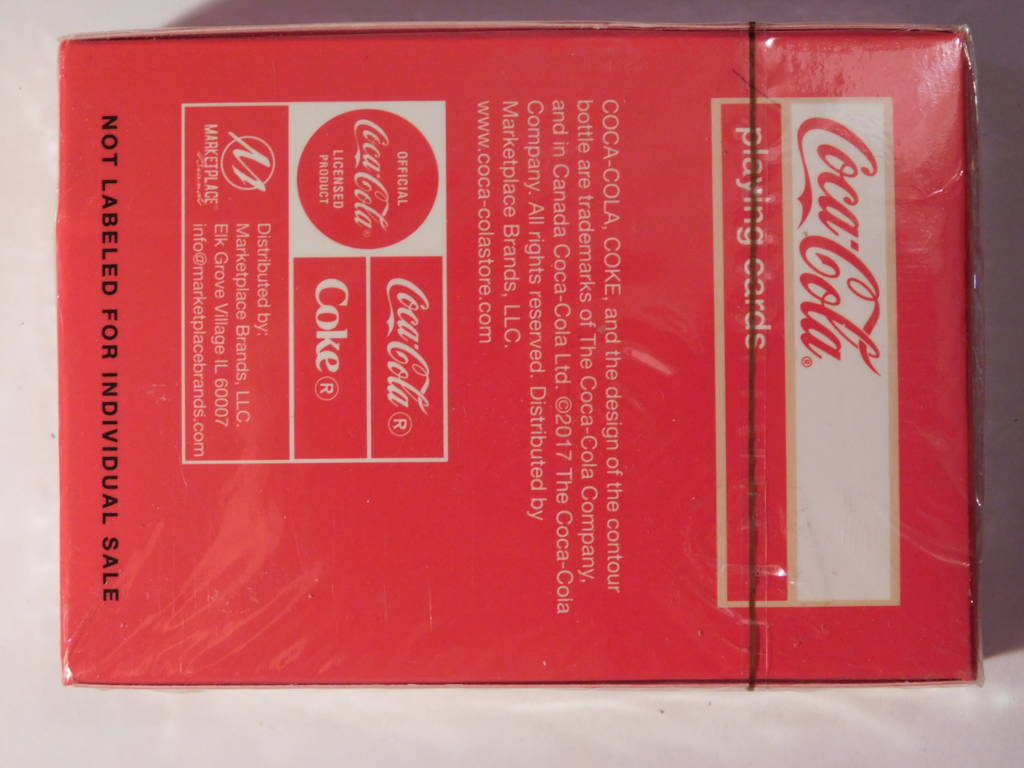 Coca-Cola®
playing cards
COCA-COLA, COKE, and the design of the contour
bottle are trademarks of The Coca-Cola Company,
and in Canada Coca-Cola Ltd. ©2017 The Coca-Cola
Company. All rights reserved. Distributed by
Marketplace Brands, LLC.
www.coca-colastore.com
OFFICIAL
Coca-Cola®
LICENSED
PRODUCT
Coca-Cola®
Coke®
MARKETPLACE
Brands
Distributed by:
Marketplace Brands, LLC.
Elk Grove Village IL 60007
info@marketplacebrands.com
NOT LABELED FOR INDIVIDUAL SALE